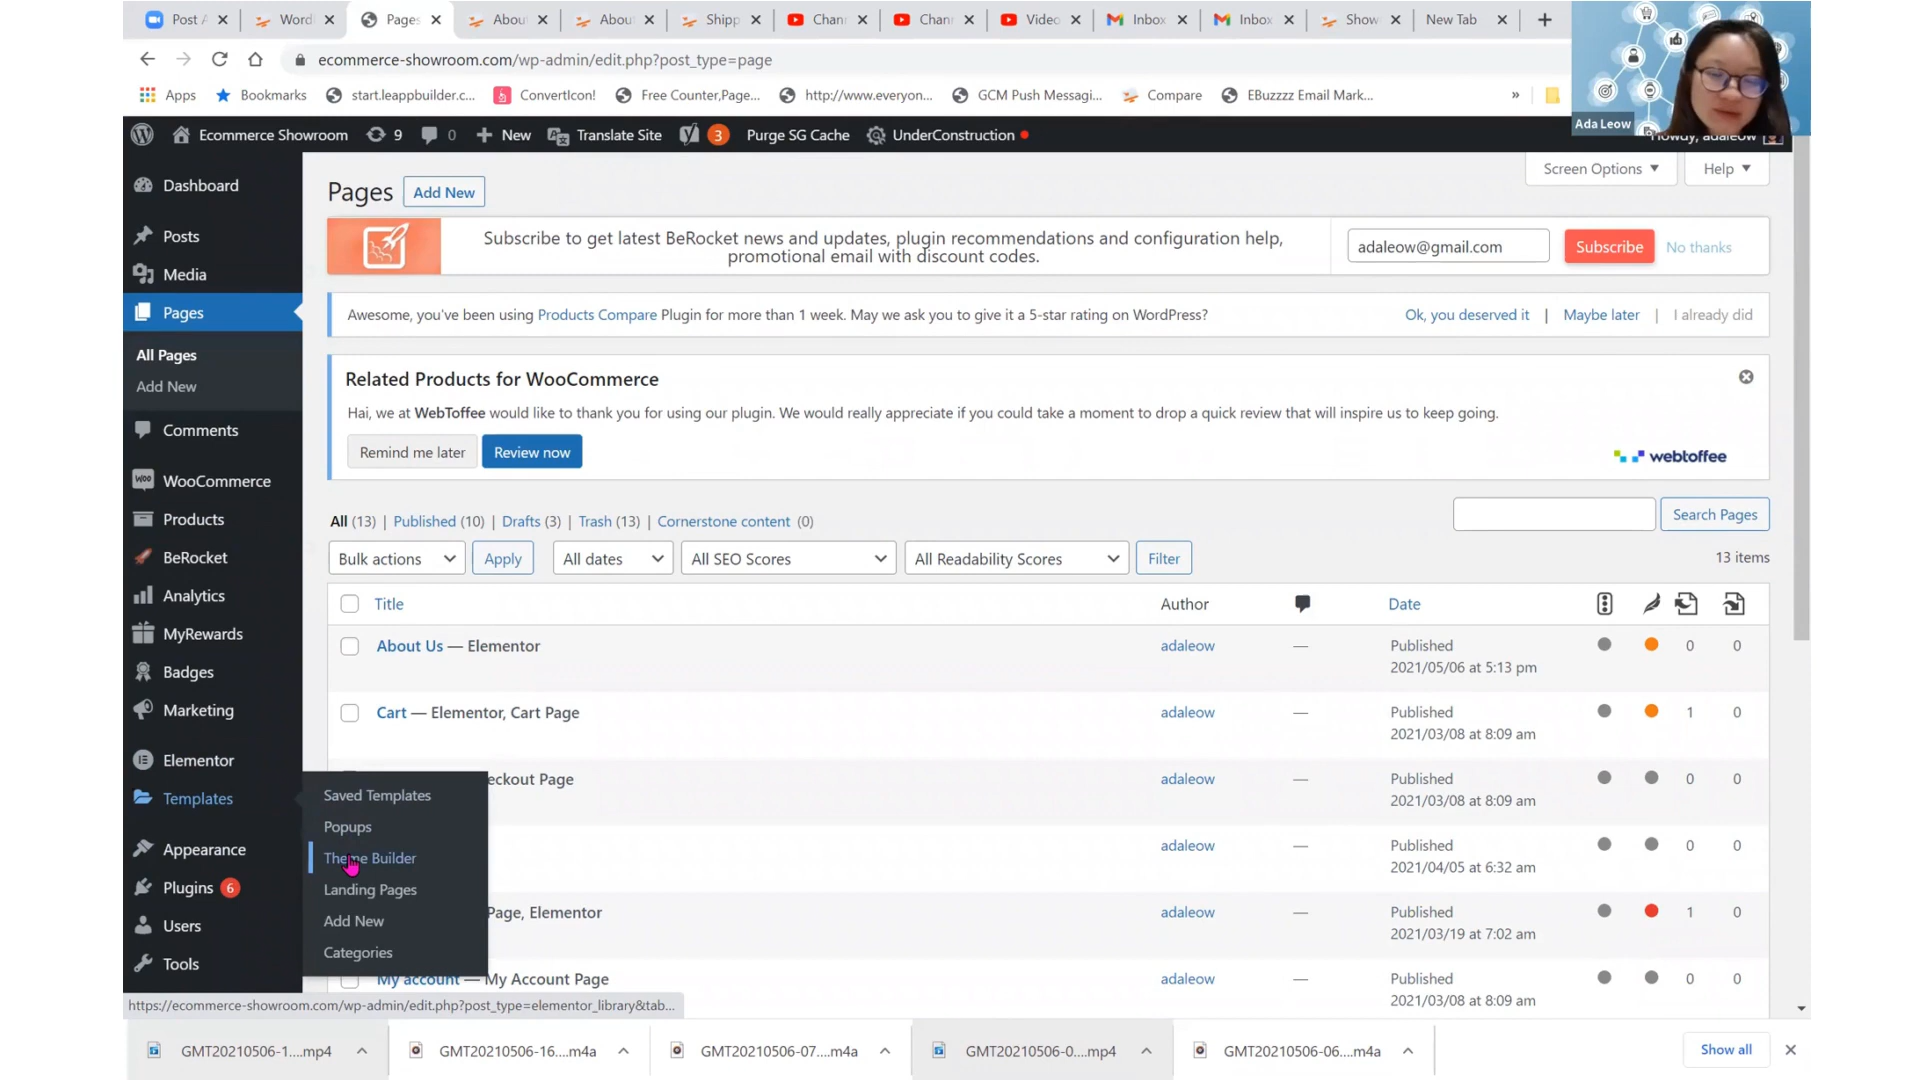 Post A
Word
Pages
Abou
Abou
Shipp
Chan
Chan
Video
Inbox
Inbox
Show
New Tab
ecommerce-showroom.com/wp-admin/edit.php?post_type=page
Apps
Bookmarks
start.leappbuilder.c...
ConvertIcon!
Free Counter,Page...
http://www.everyon...
GCM Push Messagi...
Compare
EBuzzzz Email Mark...
»
Ada Leow
Ecommerce Showroom
9
0
New
Translate Site
3
Purge SG Cache
UnderConstruction
Howdy, adaleow
Dashboard
Posts
Media
Pages
All Pages
Add New
Comments
WooCommerce
Products
BeRocket
Analytics
MyRewards
Badges
Marketing
Elementor
Templates
Appearance
Plugins 6
Users
Tools
Saved Templates
Popups
Theme Builder
Landing Pages
Add New
Categories
Screen Options
Help
Pages
Add New
Subscribe to get latest BeRocket news and updates, plugin recommendations and configuration help,
promotional email with discount codes.
adaleow@gmail.com
Subscribe
No thanks
Awesome, you've been using Products Compare Plugin for more than 1 week. May we ask you to give it a 5-star rating on WordPress?
Ok, you deserved it | Maybe later | I already did
Related Products for WooCommerce
Hai, we at WebToffee would like to thank you for using our plugin. We would really appreciate if you could take a moment to drop a quick review that will inspire us to keep going.
Remind me later
Review now
webtoffee
All (13) | Published (10) | Drafts (3) | Trash (13) | Cornerstone content (0)
Search Pages
Bulk actions
Apply
All dates
All SEO Scores
All Readability Scores
Filter
13 items
Title
Author
Date
About Us — Elementor
adaleow
—
Published
2021/05/06 at 5:13 pm
0
0
Cart — Elementor, Cart Page
adaleow
—
Published
2021/03/08 at 8:09 am
1
0
eckout Page
adaleow
—
Published
2021/03/08 at 8:09 am
0
0
adaleow
—
Published
2021/04/05 at 6:32 am
0
0
Page, Elementor
adaleow
—
Published
2021/03/19 at 7:02 am
1
0
My account — My Account Page
adaleow
—
Published
2021/03/08 at 8:09 am
0
0
https://ecommerce-showroom.com/wp-admin/edit.php?post_type=elementor_library&tab...
GMT20210506-1....mp4
GMT20210506-16....m4a
GMT20210506-07....m4a
GMT20210506-0....mp4
GMT20210506-06....m4a
Show all